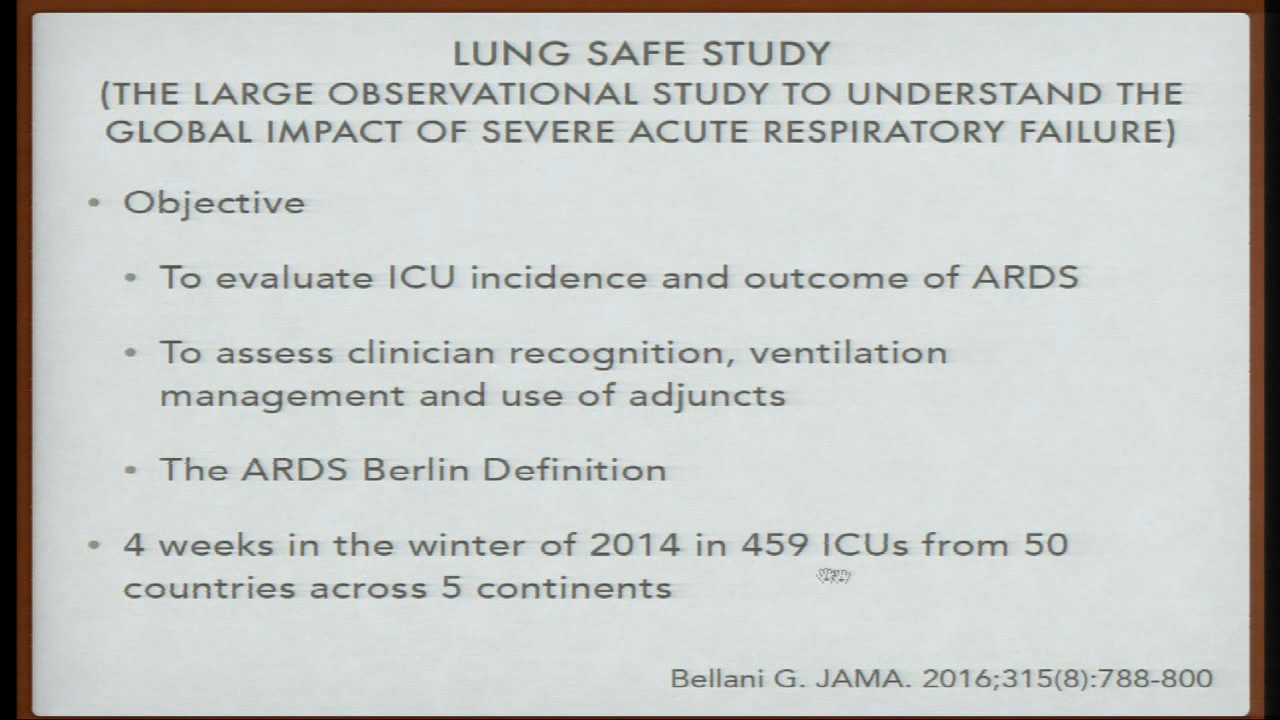 LUNG SAFE STUDY
(THE LARGE OBSERVATIONAL STUDY TO UNDERSTAND THE
GLOBAL IMPACT OF SEVERE ACUTE RESPIRATORY FAILURE)
• Objective
• To evaluate ICU incidence and outcome of ARDS
• To assess clinician recognition, ventilation
management and use of adjuncts
• The ARDS Berlin Definition
• 4 weeks in the winter of 2014 in 459 ICUs from 50
countries across 5 continents
Bellani G. JAMA. 2016;315(8):788-800